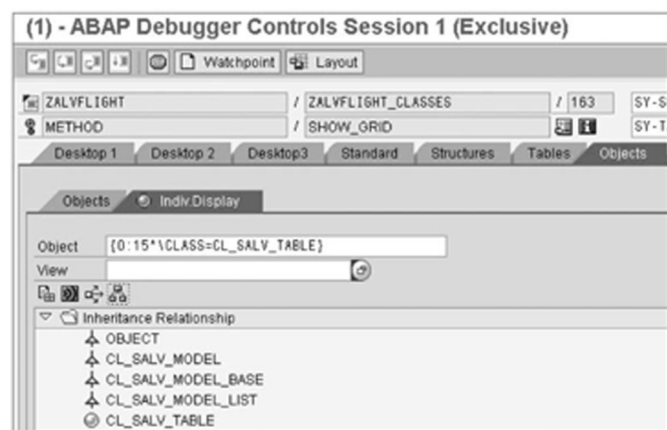 (1) - ABAP Debugger Controls Session 1 (Exclusive)
Watchpoint Layout
ZALVFLIGHT / ZALVFLIGHT_CLASSES / 163 SY-S
METHOD / SHOW_GRID SY-T
Desktop 1 Desktop 2 Desktop3 Standard Structures Tables Objects
Objects Indiv.Display
Object {O:15*\CLASS=CL_SALV_TABLE}
View
Inheritance Relationship
OBJECT
CL_SALV_MODEL
CL_SALV_MODEL_BASE
CL_SALV_MODEL_LIST
CL_SALV_TABLE